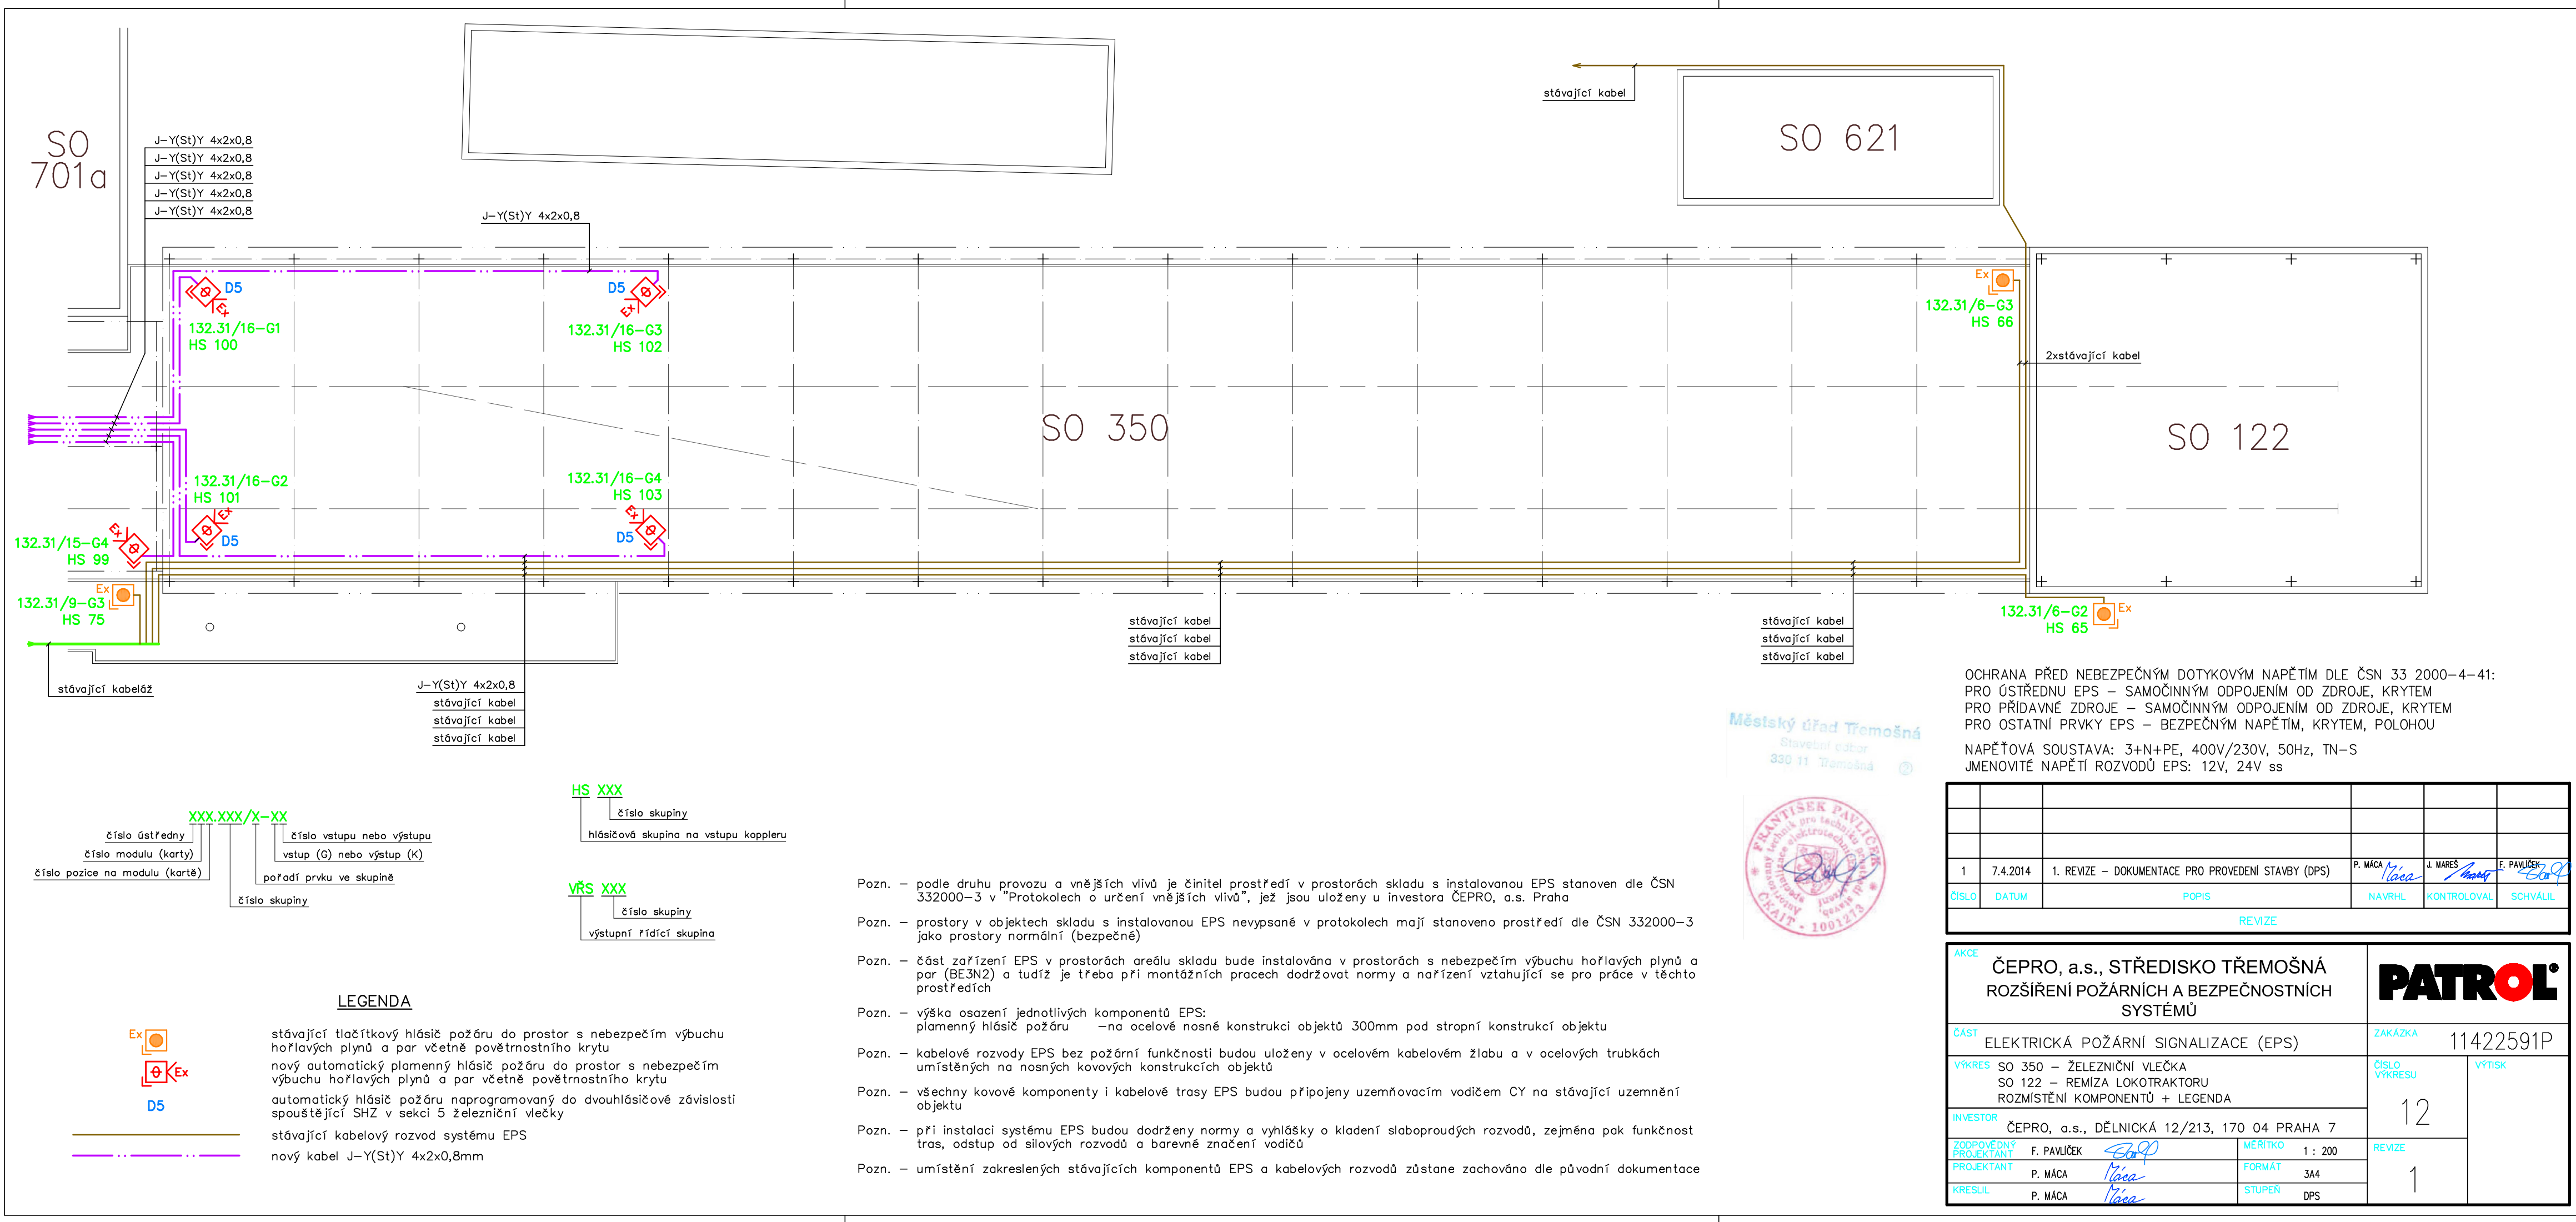 SO
701a
J-Y(St)Y 4x2x0,8
J-Y(St)Y 4x2x0,8
J-Y(St)Y 4x2x0,8
J-Y(St)Y 4x2x0,8
J-Y(St)Y 4x2x0,8
J-Y(St)Y 4x2x0,8
stávající kabel
SO 621
D5
Ex
132.31/16-G1
HS 100
D5
Ex
132.31/16-G3
HS 102
Ex
132.31/6-G3
HS 66
2xstávající kabel
SO 350
SO 122
132.31/16-G2
HS 101
Ex
D5
132.31/16-G4
HS 103
Ex
D5
Ex
132.31/15-G4
HS 99
Ex
132.31/9-G3
HS 75
stávající kabeláž
J-Y(St)Y 4x2x0,8
stávající kabel
stávající kabel
stávající kabel
stávající kabel
stávající kabel
stávající kabel
stávající kabel
stávající kabel
stávající kabel
132.31/6-G2
HS 65
Ex
OCHRANA PŘED NEBEZPEČNÝM DOTYKOVÝM NAPĚTÍM DLE ČSN 33 2000-4-41:
PRO ÚSTŘEDNU EPS - SAMOČINNÝM ODPOJENÍM OD ZDROJE, KRYTEM
PRO PŘÍDAVNÉ ZDROJE - SAMOČINNÝM ODPOJENÍM OD ZDROJE, KRYTEM
PRO OSTATNÍ PRVKY EPS - BEZPEČNÝM NAPĚTÍM, KRYTEM, POLOHOU
NAPĚŤOVÁ SOUSTAVA: 3+N+PE, 400V/230V, 50Hz, TN-S
JMENOVITÉ NAPĚTÍ ROZVODŮ EPS: 12V, 24V ss
Městský úřad Třemošná
Stavební odbor
330 11 Třemošná
FRANTIŠEK PAVLÍČEK
ČKAIT - 1001273
XXX.XXX/X-XX
číslo ústředny
číslo modulu (karty)
číslo pozice na modulu (kartě)
číslo vstupu nebo výstupu
vstup (G) nebo výstup (K)
pořadí prvku ve skupině
číslo skupiny
HS XXX
číslo skupiny
hlásičová skupina na vstupu koppleru
VŘS XXX
číslo skupiny
výstupní řídící skupina
LEGENDA
Ex
stávající tlačítkový hlásič požáru do prostor s nebezpečím výbuchu
hořlavých plynů a par včetně povětrnostního krytu
Ex
nový automatický plamenný hlásič požáru do prostor s nebezpečím
výbuchu hořlavých plynů a par včetně povětrnostního krytu
D5
automatický hlásič požáru naprogramovaný do dvouhlásičové závislosti
spouštějící SHZ v sekci 5 železniční vlečky
stávající kabelový rozvod systému EPS
nový kabel J-Y(St)Y 4x2x0,8mm
Pozn. - podle druhu provozu a vnějších vlivů je činitel prostředí v prostorách skladu s instalovanou EPS stanoven dle ČSN
332000-3 v "Protokolech o určení vnějších vlivů", jež jsou uloženy u investora ČEPRO, a.s. Praha
Pozn. - prostory v objektech skladu s instalovanou EPS nevypsané v protokolech mají stanoveno prostředí dle ČSN 332000-3
jako prostory normální (bezpečné)
Pozn. - část zařízení EPS v prostorách areálu skladu bude instalována v prostorách s nebezpečím výbuchu hořlavých plynů a
par (BE3N2) a tudíž je třeba při montážních pracech dodržovat normy a nařízení vztahující se pro práce v těchto
prostředích
Pozn. - výška osazení jednotlivých komponentů EPS:
plamenný hlásič požáru -na ocelové nosné konstrukci objektů 300mm pod stropní konstrukcí objektu
Pozn. - kabelové rozvody EPS bez požární funkčnosti budou uloženy v ocelovém kabelovém žlabu a v ocelových trubkách
umístěných na nosných kovových konstrukcích objektů
Pozn. - všechny kovové komponenty i kabelové trasy EPS budou připojeny uzemňovacím vodičem CY na stávající uzemnění
objektu
Pozn. - při instalaci systému EPS budou dodrženy normy a vyhlášky o kladení slaboproudých rozvodů, zejména pak funkčnost
tras, odstup od silových rozvodů a barevné značení vodičů
Pozn. - umístění zakreslených stávajících komponentů EPS a kabelových rozvodů zůstane zachováno dle původní dokumentace
1 7.4.2014 1. REVIZE - DOKUMENTACE PRO PROVEDENÍ STAVBY (DPS) P. MÁCA J. MAREŠ F. PAVLÍČEK
ČÍSLO DATUM POPIS NAVRHL KONTROLOVAL SCHVÁLIL
REVIZE
AKCE
ČEPRO, a.s., STŘEDISKO TŘEMOŠNÁ
ROZŠÍŘENÍ POŽÁRNÍCH A BEZPEČNOSTNÍCH
SYSTÉMŮ
PATROL®
ČÁST ELEKTRICKÁ POŽÁRNÍ SIGNALIZACE (EPS)
ZAKÁZKA 11422591P
VÝKRES SO 350 - ŽELEZNIČNÍ VLEČKA
SO 122 - REMÍZA LOKOTRAKTORU
ROZMÍSTĚNÍ KOMPONENTŮ + LEGENDA
ČÍSLO VÝKRESU
12
VÝTISK
INVESTOR
ČEPRO, a.s., DĚLNICKÁ 12/213, 170 04 PRAHA 7
ZODPOVĚDNÝ PROJEKTANT F. PAVLÍČEK
MĚŘÍTKO 1 : 200
REVIZE
1
PROJEKTANT P. MÁCA Máca
FORMÁT 3A4
KRESLIL P. MÁCA Máca
STUPEŇ DPS